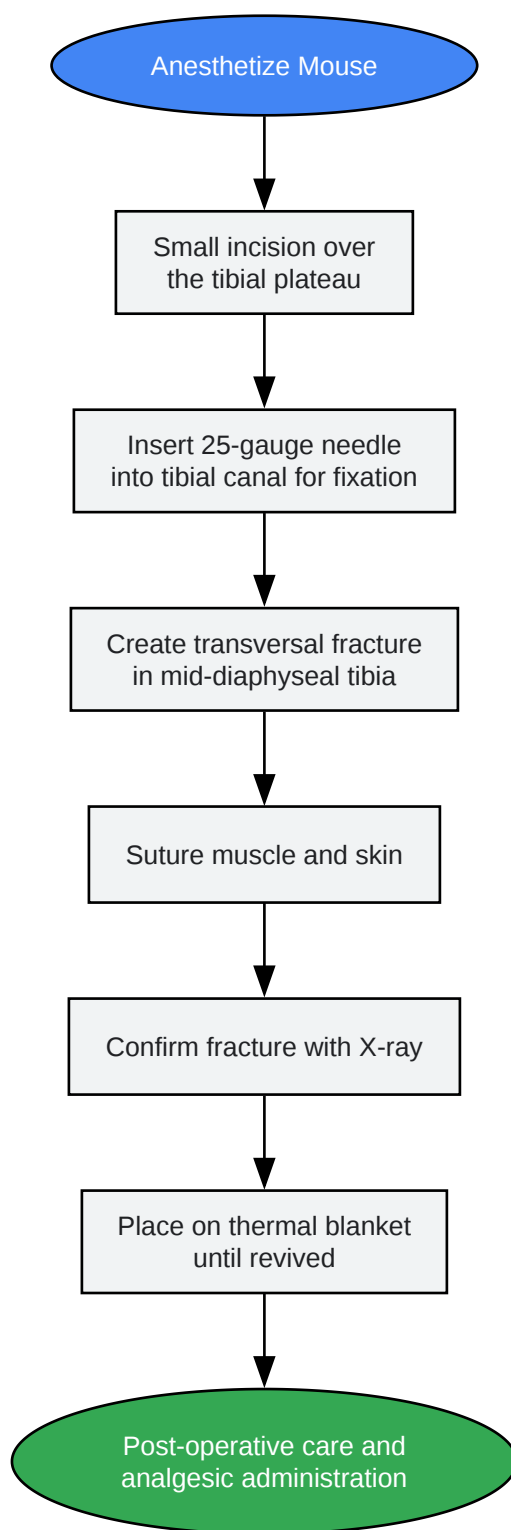 Anesthetize Mouse
Small incision over
the tibial plateau
Insert 25-gauge needle
into tibial canal for fixation
Create transversal fracture
in mid-diaphyseal tibia
Suture muscle and skin
Confirm fracture with X-ray
Place on thermal blanket
until revived
Post-operative care and
analgesic administration